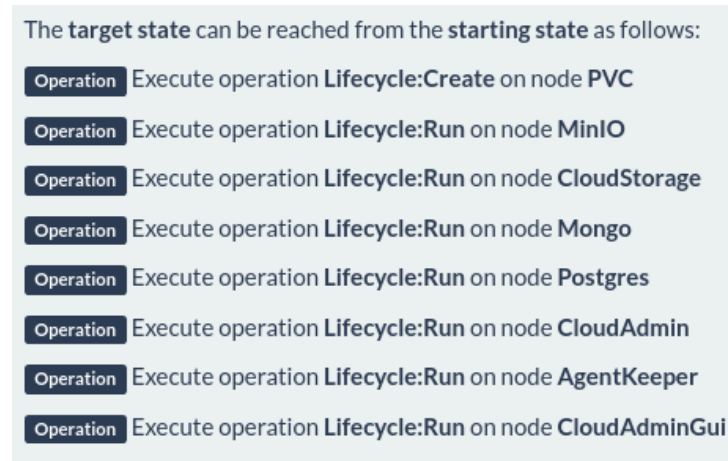 The target state can be reached from the starting state as follows:
Operation Execute operation Lifecycle:Create on node PVC
Operation Execute operation Lifecycle:Run on node MinIO
Operation Execute operation Lifecycle:Run on node CloudStorage
Operation Execute operation Lifecycle:Run on node Mongo
Operation Execute operation Lifecycle:Run on node Postgres
Operation Execute operation Lifecycle:Run on node CloudAdmin
Operation Execute operation Lifecycle:Run on node AgentKeeper
Operation Execute operation Lifecycle:Run on node CloudAdminGui